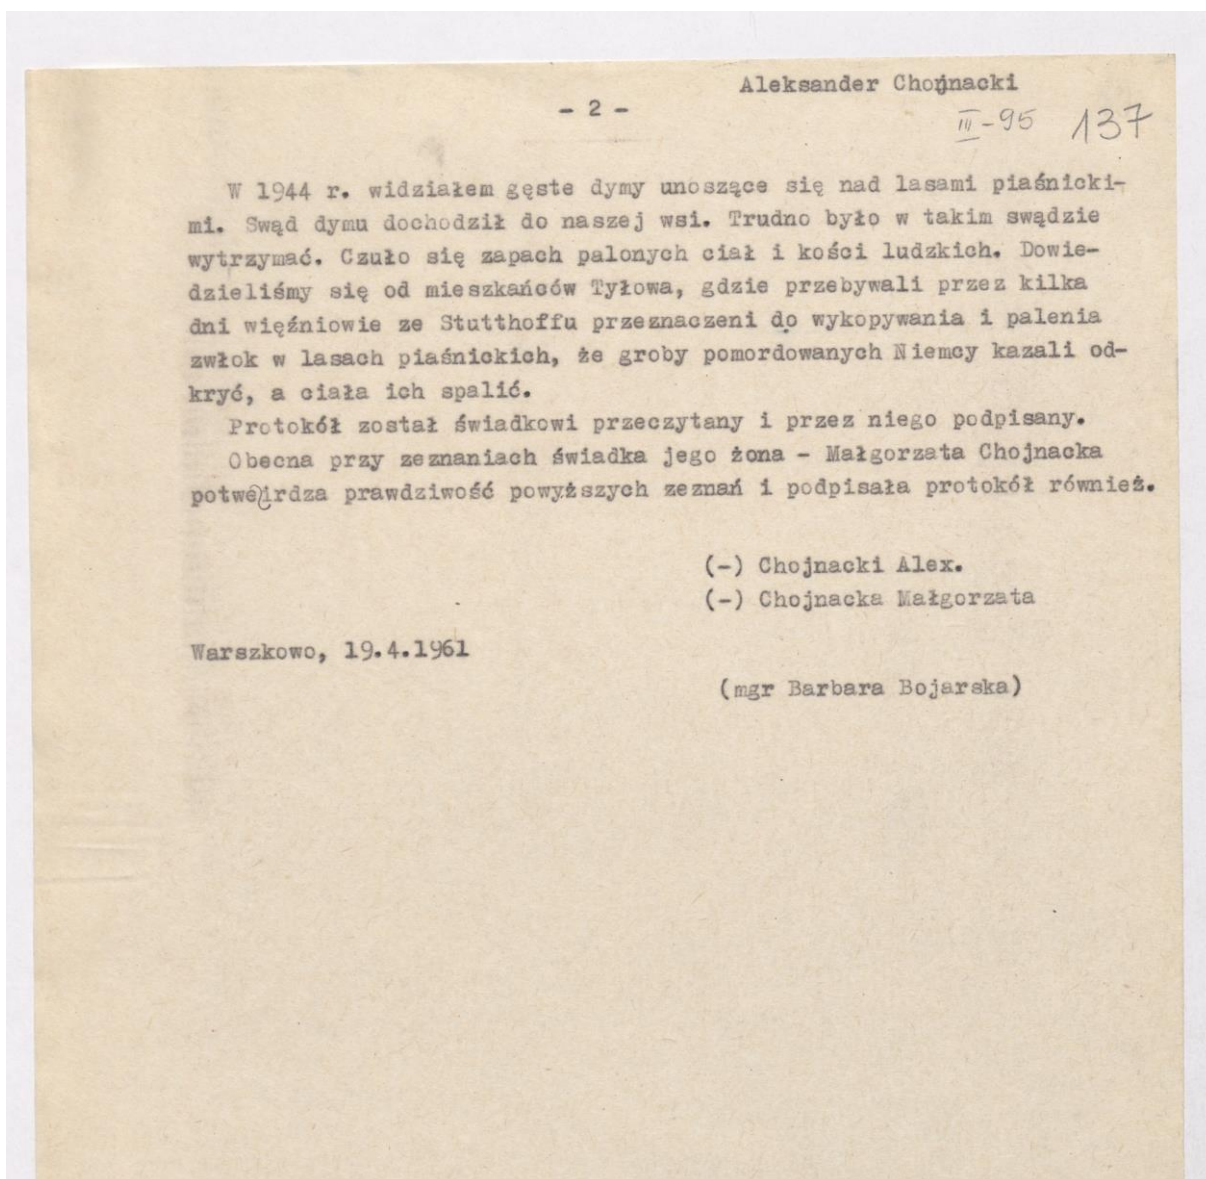 Aleksander Chojnacki
- 2 -
III-95 137
W 1944 r. widziałem gęste dymy unoszące się nad lasami piaśnicki-
mi. Swąd dymu dochodził do naszej wsi. Trudno było w takim swądzie
wytrzymać. Czuło się zapach palonych ciał i kości ludzkich. Dowie-
dzieliśmy się od mieszkańców Tyłowa, gdzie przebywali przez kilka
dni więźniowie ze Stutthoffu przeznaczeni do wykopywania i palenia
zwłok w lasach piaśnickich, że groby pomordowanych Niemcy kazali od-
kryć, a ciała ich spalić.
Protokół został świadkowi przeczytany i przez niego podpisany.
Obecna przy zeznaniach świadka jego żona - Małgorzata Chojnacka
potwierdza prawdziwość powyższych zeznań i podpisała protokół również.
(-) Chojnacki Alex.
(-) Chojnacka Małgorzata
Warszkowo, 19.4.1961
(mgr Barbara Bojarska)